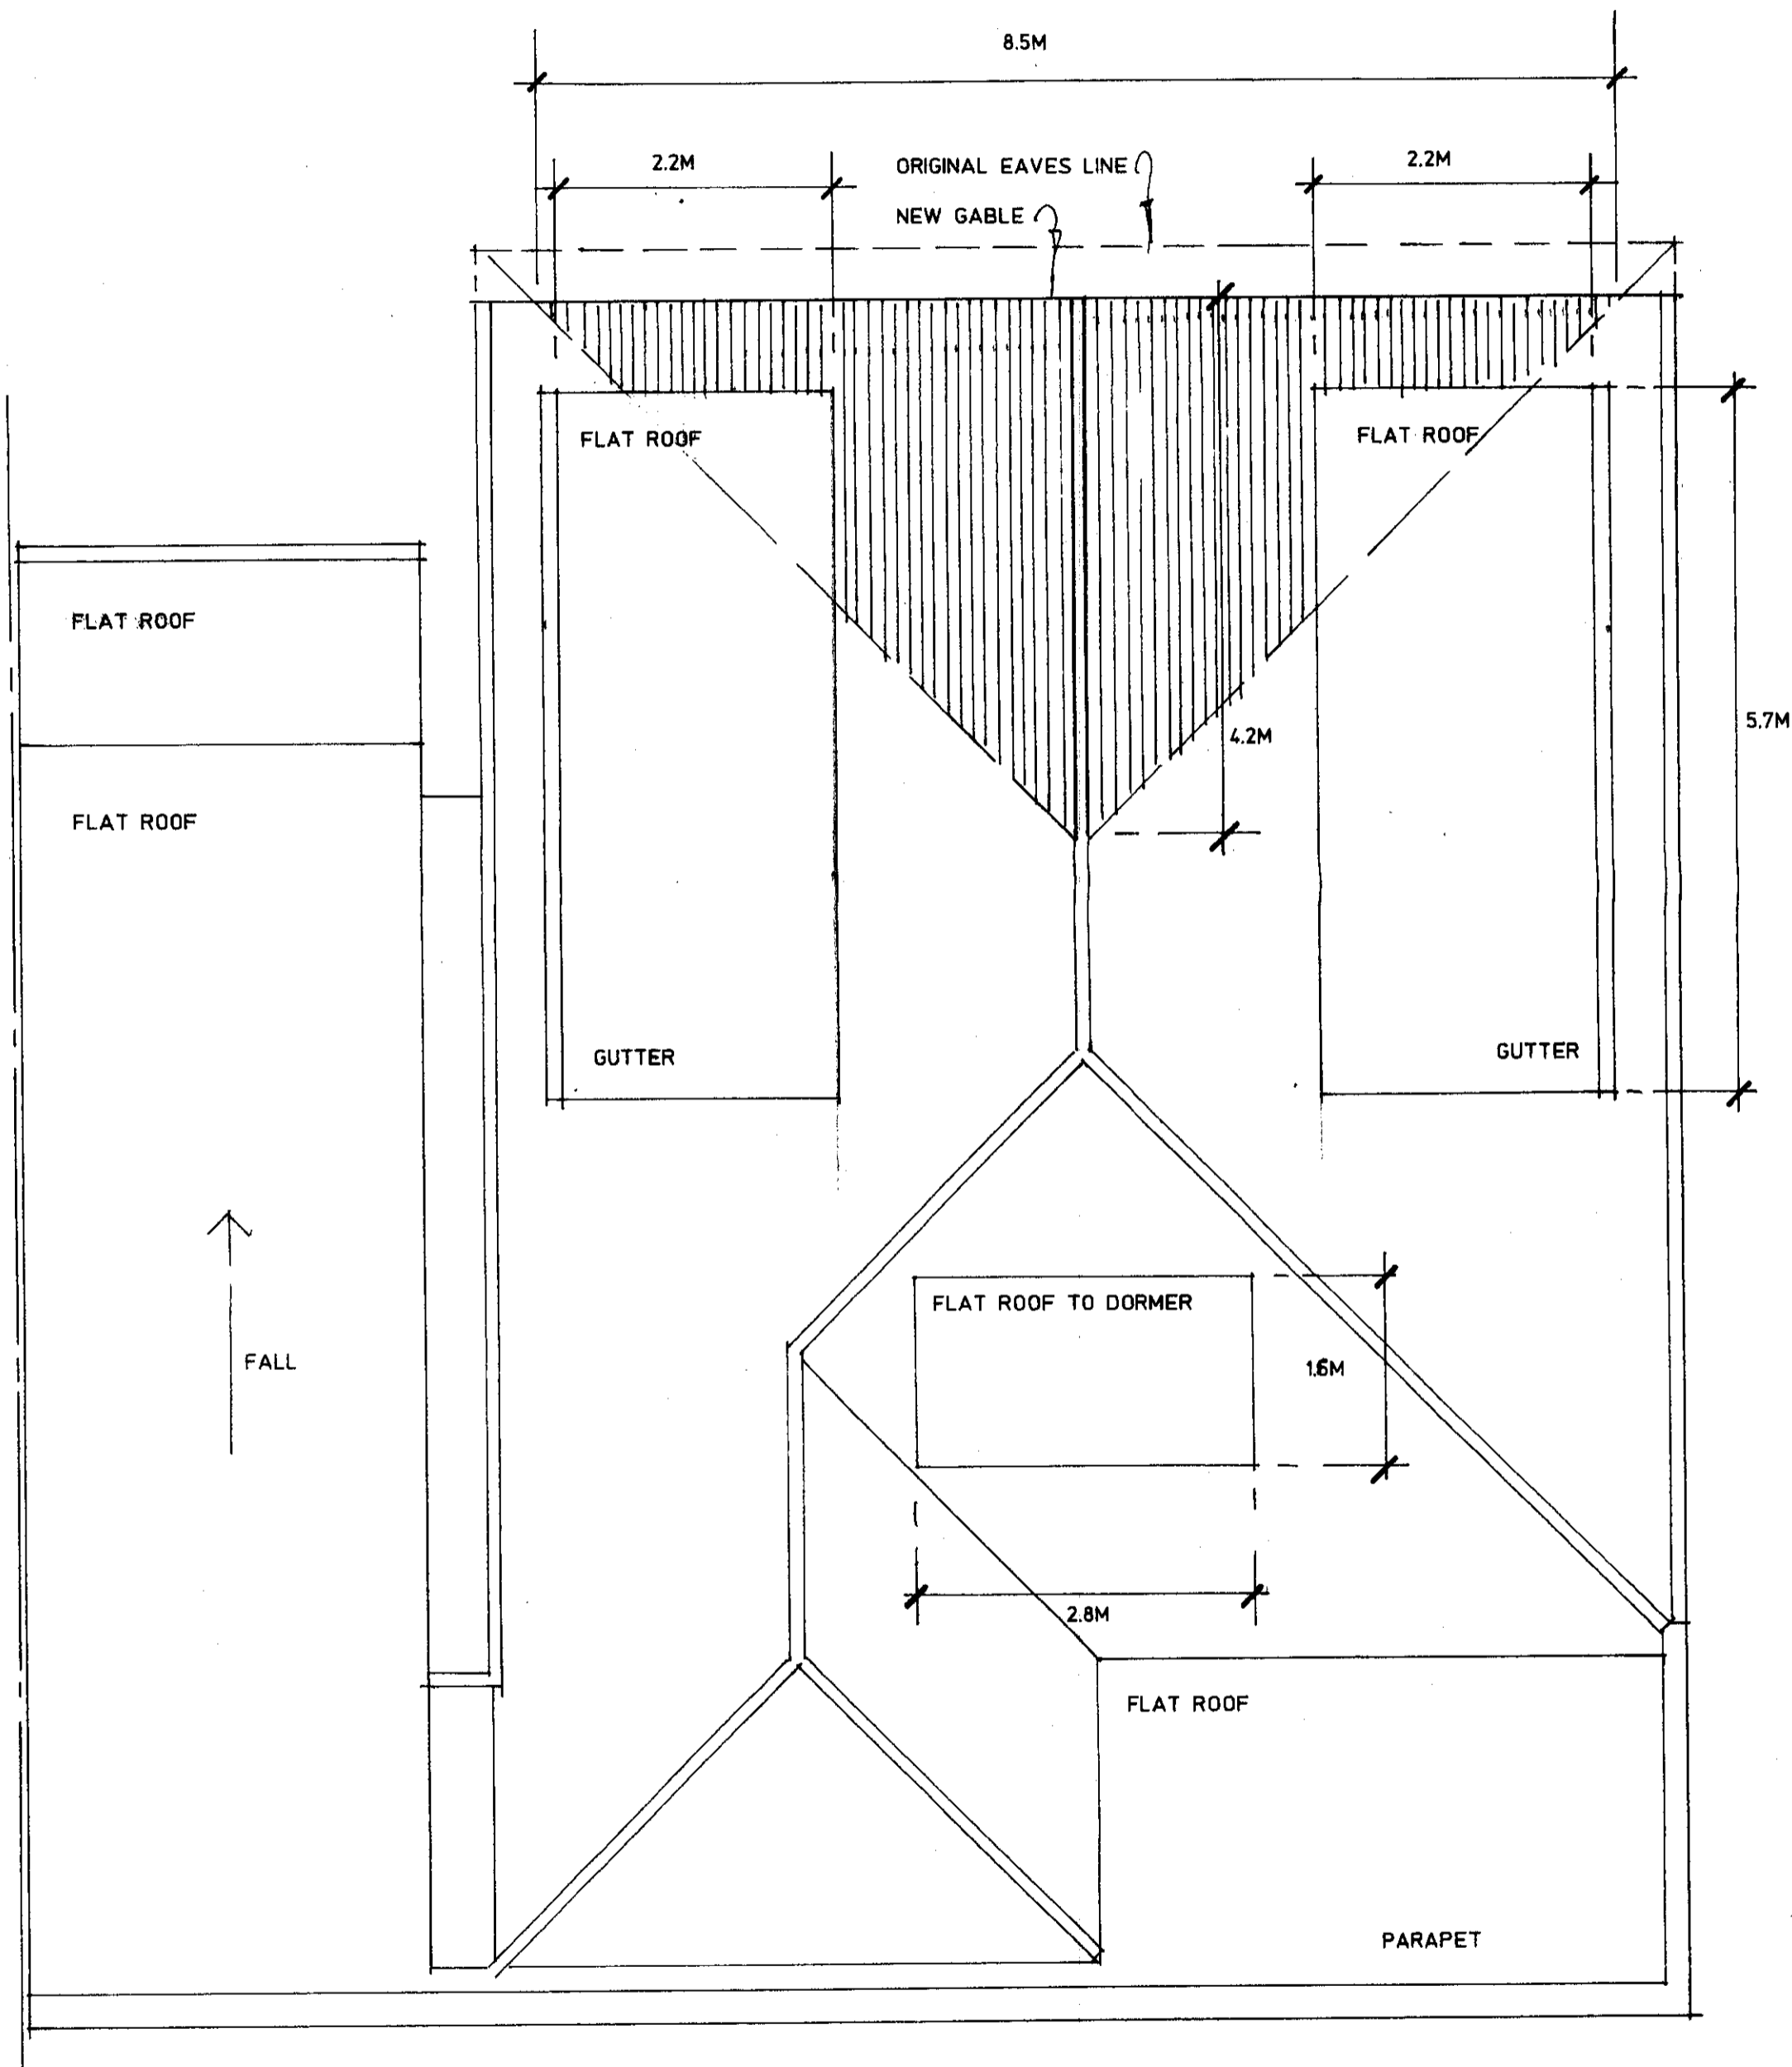 8.5M
2.2M
ORIGINAL EAVES LINE
2.2M
NEW GABLE
FLAT ROOF
FLAT ROOF
FLAT ROOF
5.7M
4.2M
FLAT ROOF
GUTTER
GUTTER
FLAT ROOF TO DORMER
FALL
1.6M
2.8M
FLAT ROOF
PARAPET